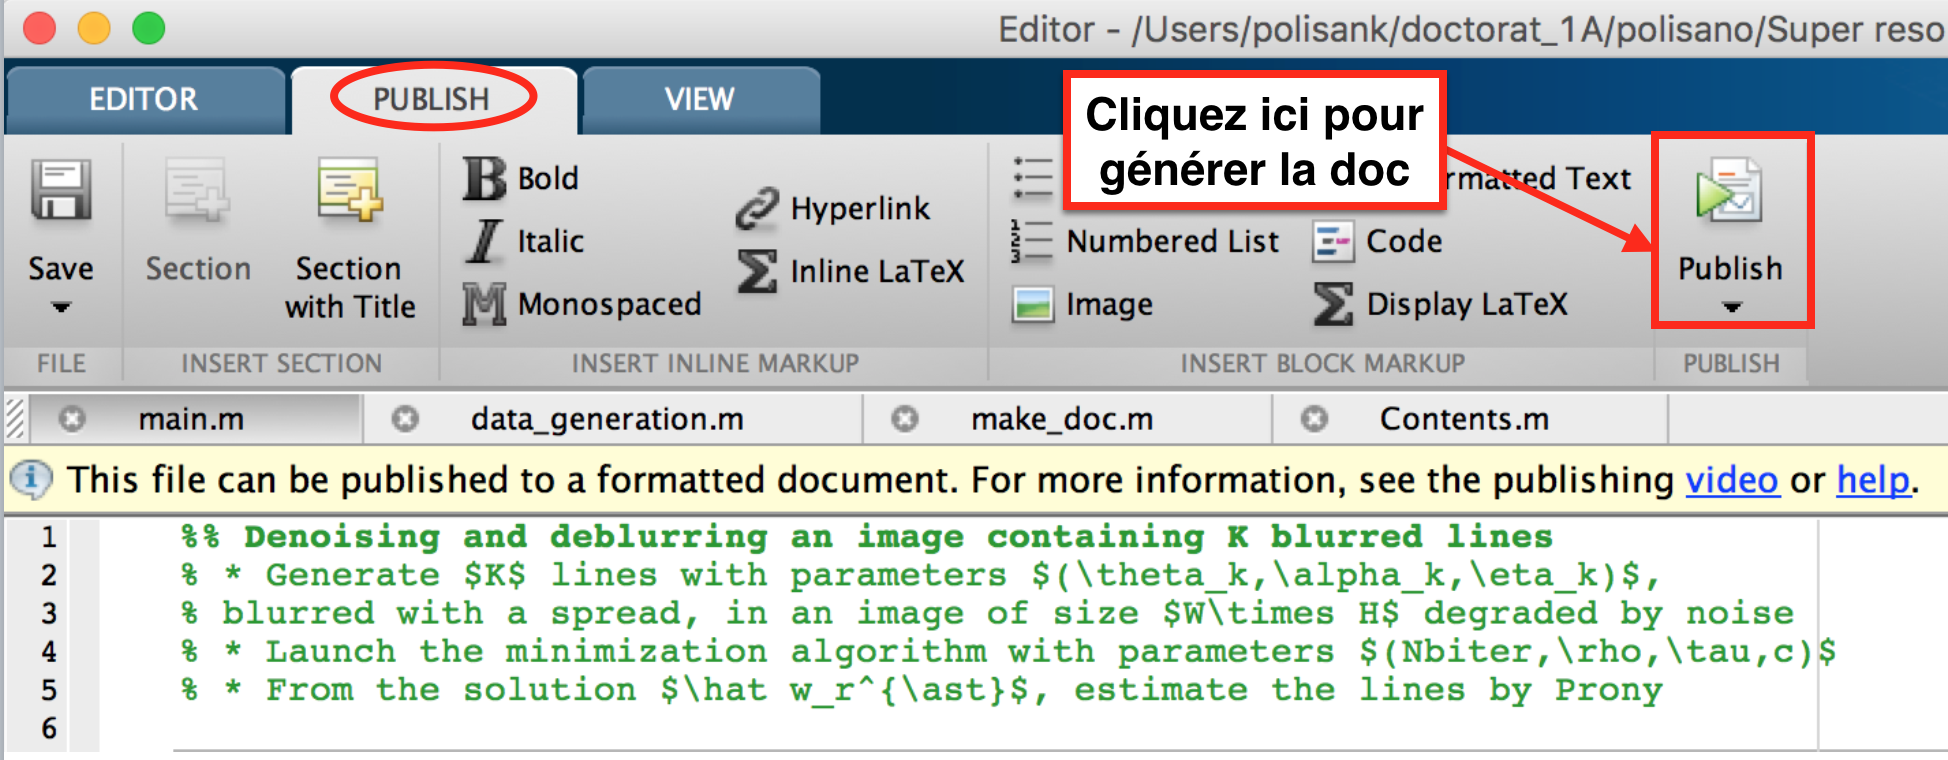 Editor - /Users/polisank/doctorat_1A/polisano/Super reso
EDITOR
PUBLISH
VIEW
Cliquez ici pour
générer la doc
Save
Section
Section
with Title
Bold
Italic
Monospaced
Hyperlink
Inline LaTeX
Numbered List
Image
rmatted Text
Code
Display LaTeX
Publish
FILE
INSERT SECTION
INSERT INLINE MARKUP
INSERT BLOCK MARKUP
PUBLISH
main.m
data_generation.m
make_doc.m
Contents.m
This file can be published to a formatted document. For more information, see the publishing video or help.
1 %% Denoising and deblurring an image containing K blurred lines
2 % * Generate $K$ lines with parameters $(\theta_k,\alpha_k,\eta_k)$,
3 % blurred with a spread, in an image of size $W\times H$ degraded by noise
4 % * Launch the minimization algorithm with parameters $(Nbiter,\rho,\tau,c)$
5 % * From the solution $\hat w_r^{\ast}$, estimate the lines by Prony
6